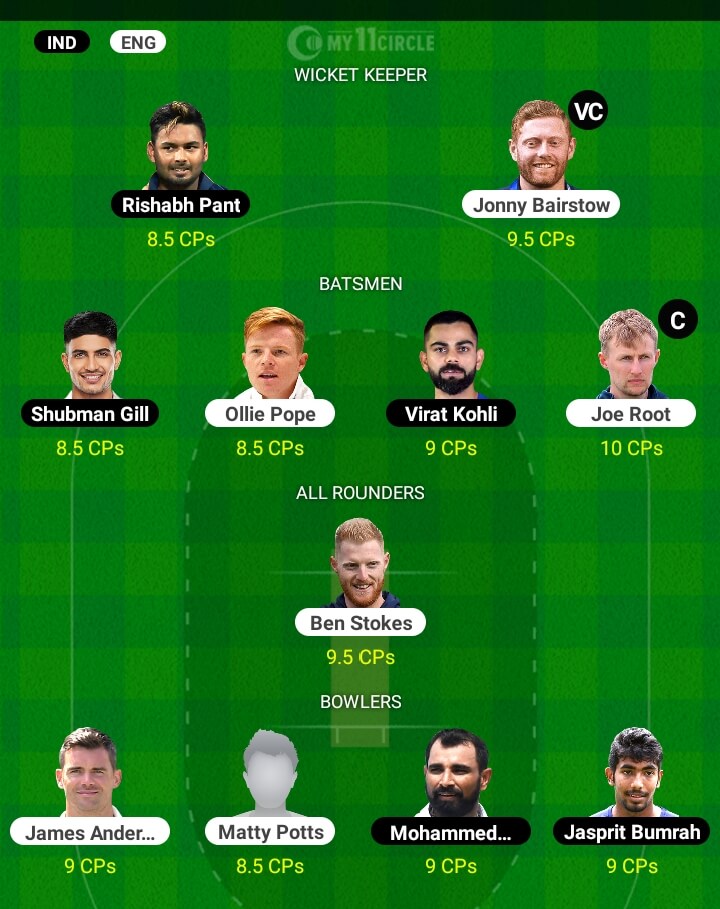 IND ENG
MY11CIRCLE
WICKET KEEPER
VC
Rishabh Pant Jonny Bairstow
8.5 CPs 9.5 CPs
BATSMEN
C
Shubman Gill Ollie Pope Virat Kohli Joe Root
8.5 CPs 8.5 CPs 9 CPs 10 CPs
ALL ROUNDERS
Ben Stokes
9.5 CPs
BOWLERS
James Ander... Matty Potts Mohammed... Jasprit Bumrah
9 CPs 8.5 CPs 9 CPs 9 CPs